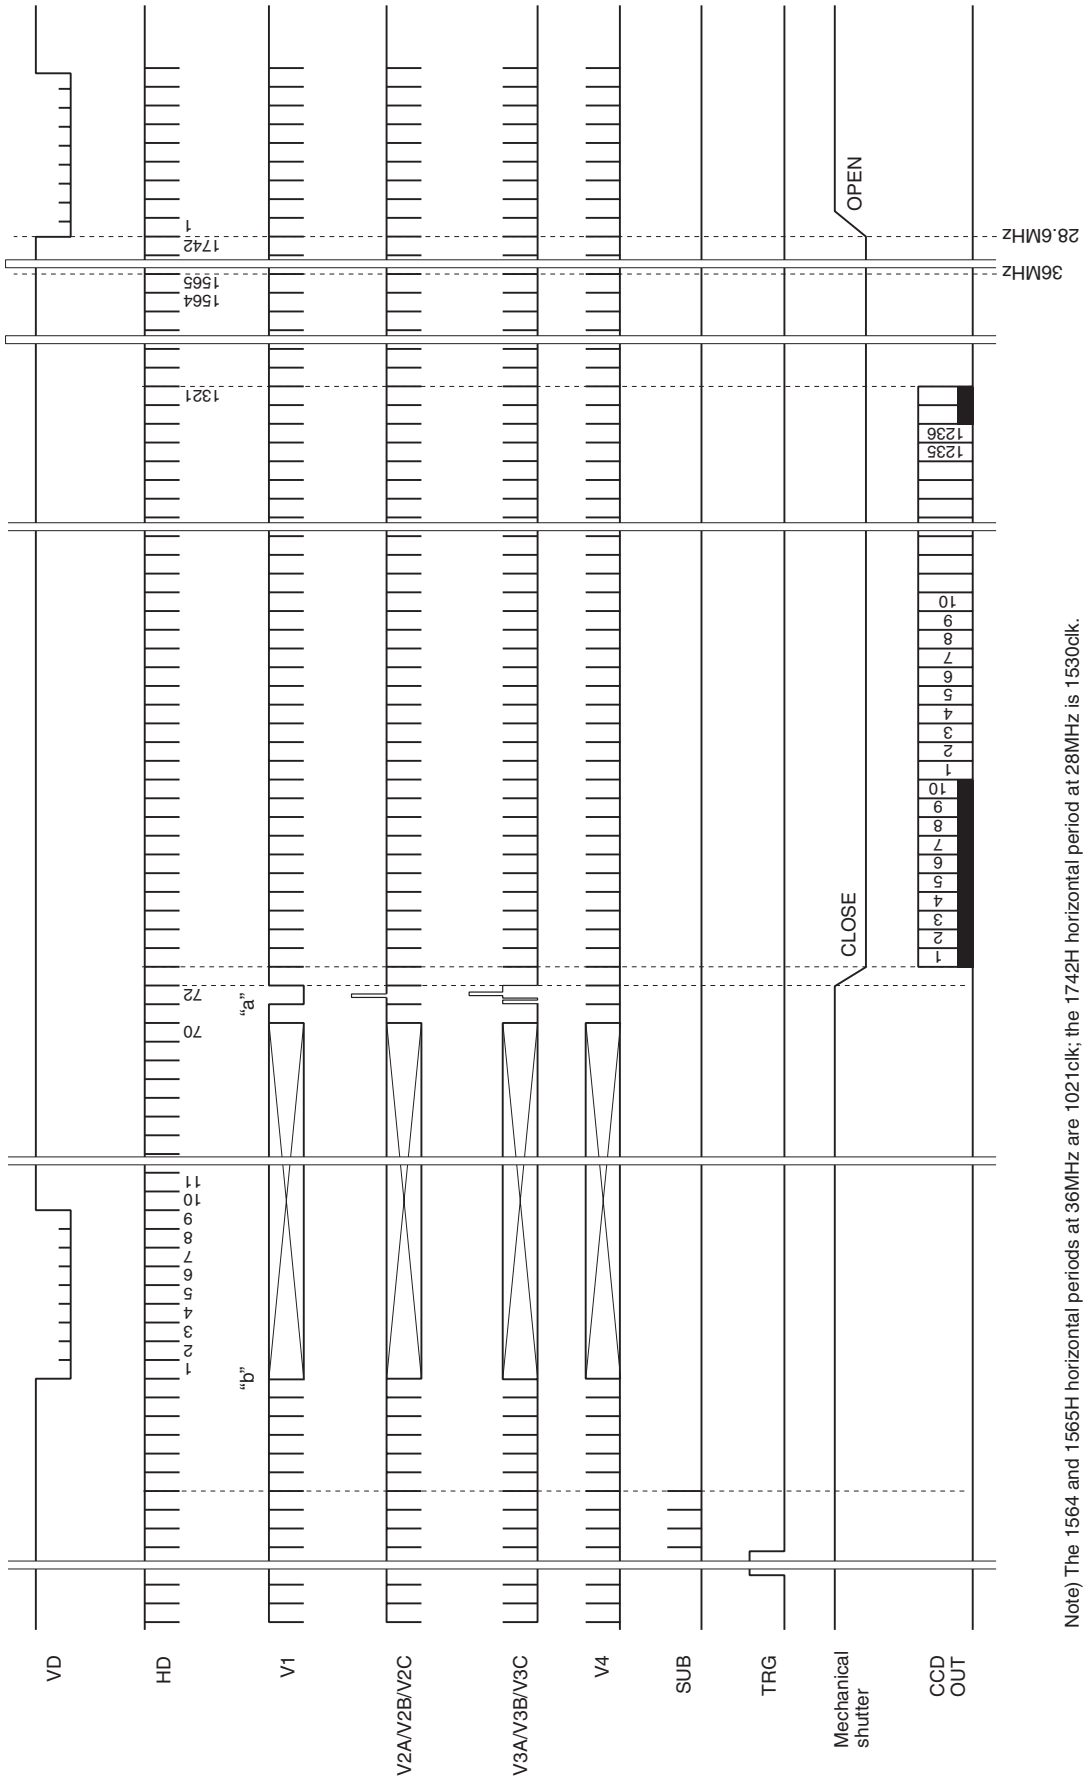 VD
HD
1 2 3 4 5 6 7 8 9 10 11 70 72 1321 1564 1565 1742 1
"b" "a"
V1
V2A/V2B/V2C
V3A/V3B/V3C
V4
SUB
TRG
Mechanical
shutter
CLOSE OPEN
CCD
OUT
1 2 3 4 5 6 7 8 9 10 1 2 3 4 5 6 7 8 9 10 1235 1236
36MHz 28.6MHz
Note) The 1564 and 1565H horizontal periods at 36MHz are 1021clk; the 1742H horizontal period at 28MHz is 1530clk.